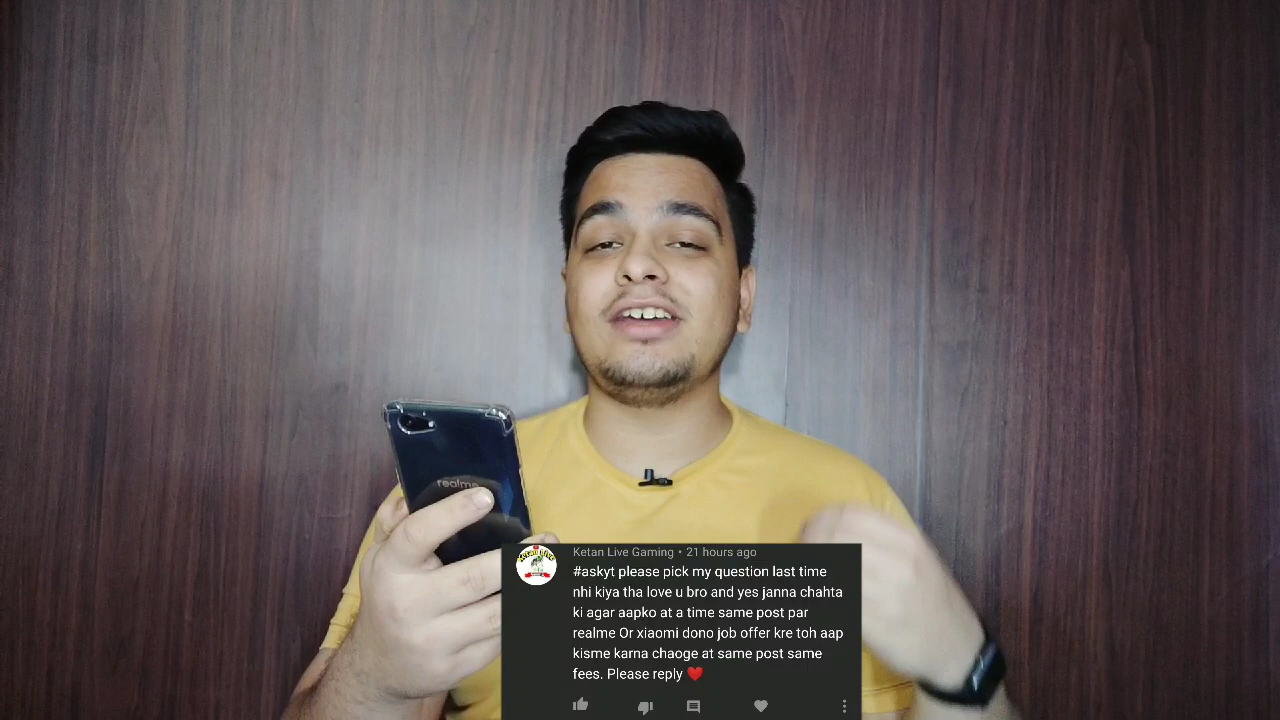 realme
Ketan Live Gaming • 21 hours ago
#askyt please pick my question last time
nhi kiya tha love u bro and yes janna chahta
ki agar aapko at a time same post par
realme Or xiaomi dono job offer kre toh aap
kisme karna chaoge at same post same
fees. Please reply ❤️